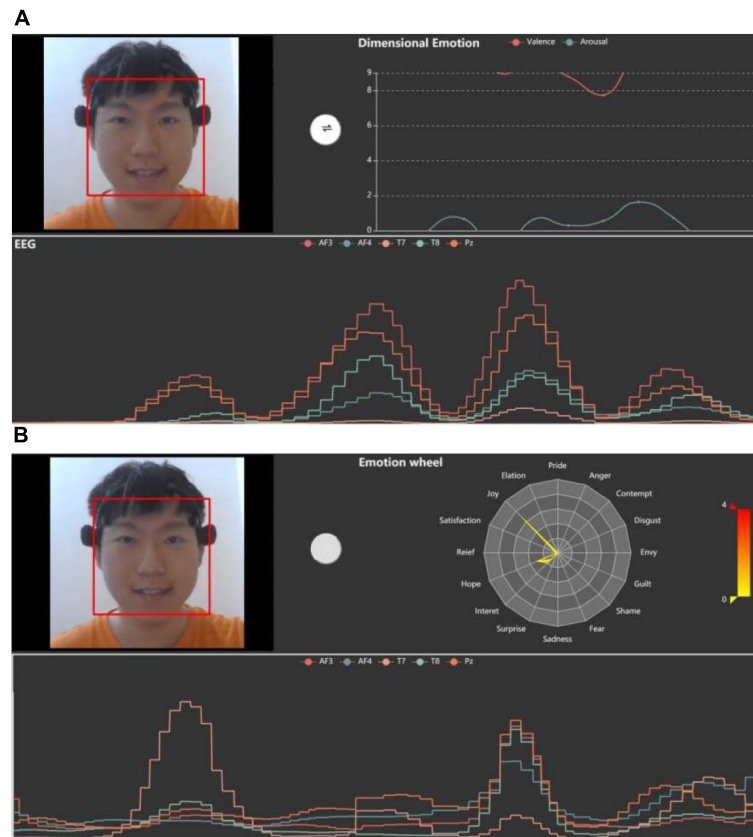 A
Dimensional Emotion Valence Arousal
9
8
6
4
2
0
EEG AF3 AF4 T7 T8 Pz
B
Emotion wheel
Pride
Elation Anger
Joy Contempt
Satisfaction Disgust
Reief Envy
Hope Guilt
Interet Shame
Surprise Fear
Sadness
4
0
AF3 AF4 T7 T8 Pz